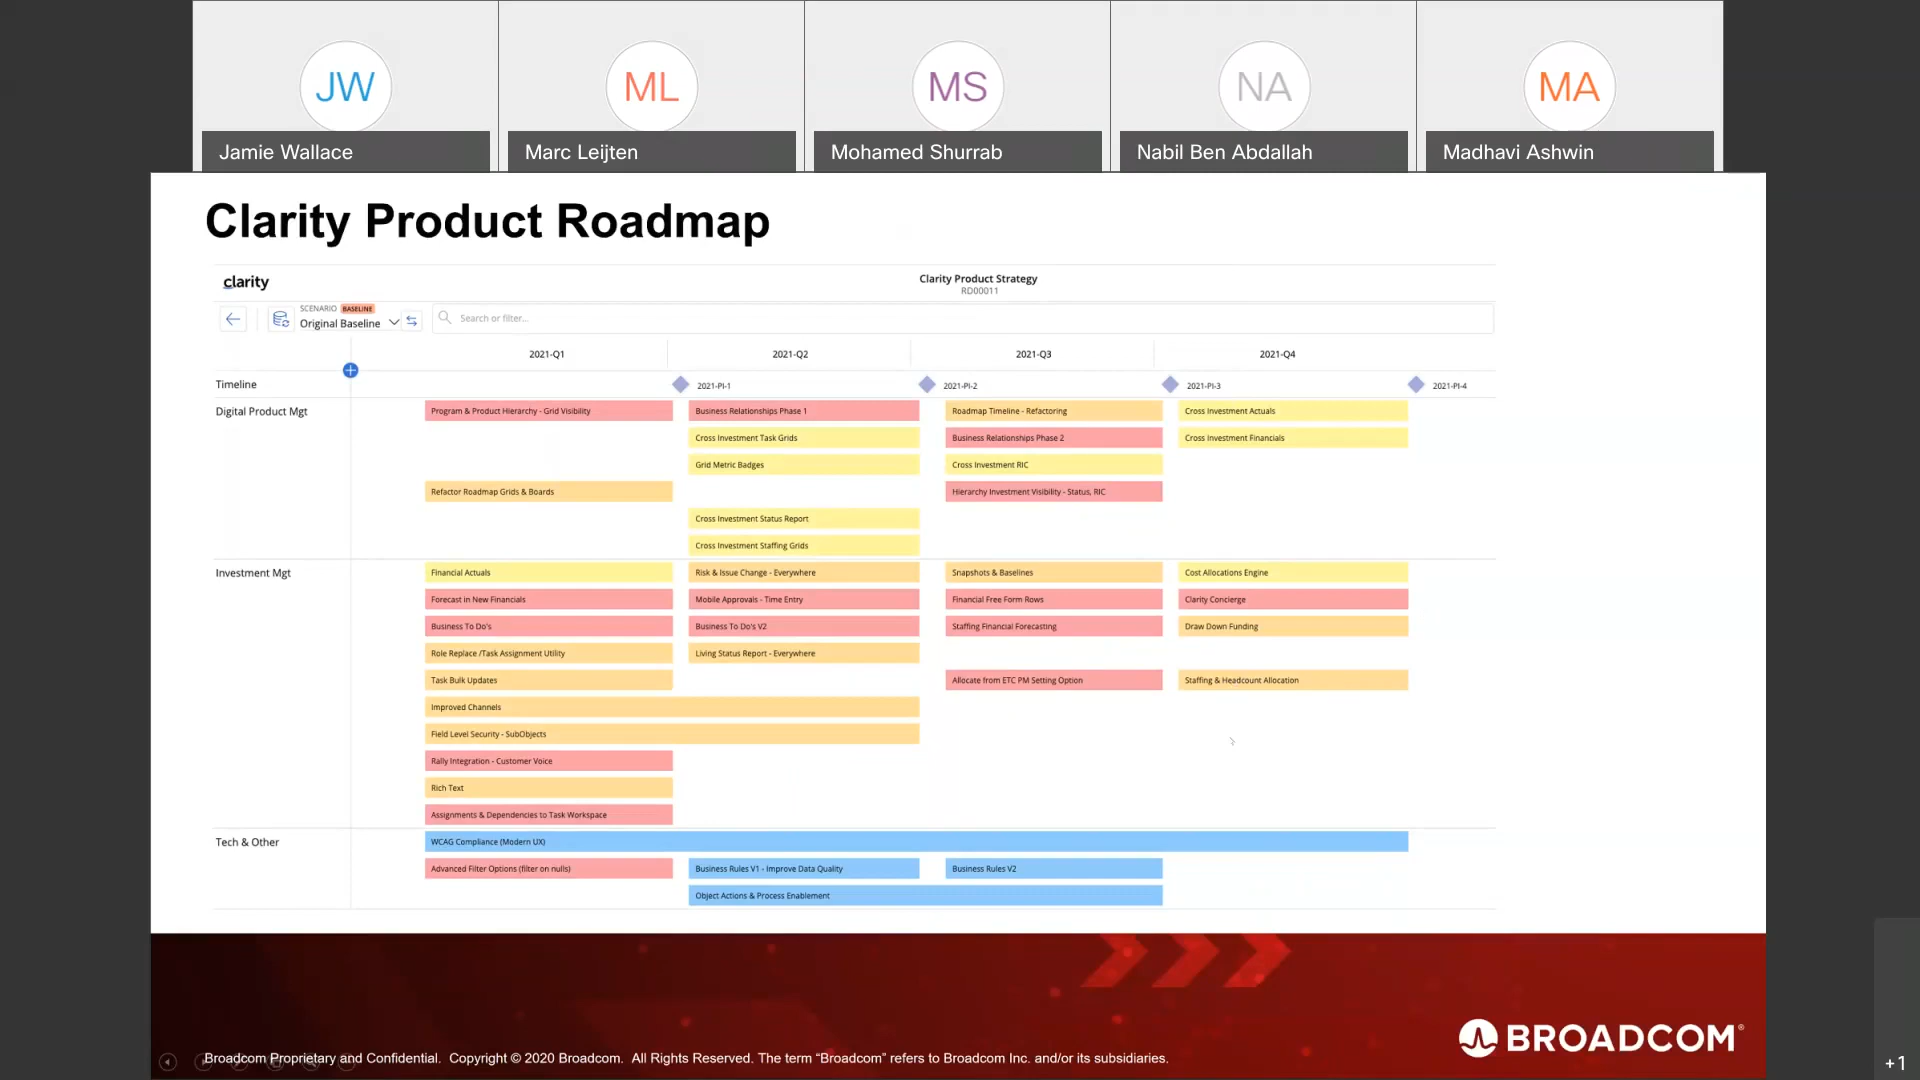 JW
ML
MS
NA
MA
Jamie Wallace
Marc Leijten
Mohamed Shurrab
Nabil Ben Abdallah
Madhavi Ashwin
Clarity Product Roadmap
clarity
Clarity Product Strategy
RD00011
SCENARIO BASELINE
Original Baseline
Search or filter...
2021-Q1
2021-Q2
2021-Q3
2021-Q4
Timeline
2021-PI-1
2021-PI-2
2021-PI-3
2021-PI-4
Digital Product Mgt
Program & Product Hierarchy - Grid Visibility
Business Relationships Phase 1
Roadmap Timeline - Refactoring
Cross Investment Actuals
Cross Investment Task Grids
Business Relationships Phase 2
Cross Investment Financials
Grid Metric Badges
Cross Investment RIC
Refactor Roadmap Grids & Boards
Hierarchy Investment Visibility - Status, RIC
Cross Investment Status Report
Cross Investment Staffing Grids
Investment Mgt
Financial Actuals
Risk & Issue Change - Everywhere
Snapshots & Baselines
Cost Allocations Engine
Forecast in New Financials
Mobile Approvals - Time Entry
Financial Free Form Rows
Clarity Concierge
Business To Do's
Business To Do's V2
Staffing Financial Forecasting
Draw Down Funding
Role Replace /Task Assignment Utility
Living Status Report - Everywhere
Task Bulk Updates
Allocate from ETC PM Setting Option
Staffing & Headcount Allocation
Improved Channels
Field Level Security - SubObjects
Rally Integration - Customer Voice
Rich Text
Assignments & Dependencies to Task Workspace
Tech & Other
WCAG Compliance (Modern UX)
Advanced Filter Options (filter on nulls)
Business Rules V1 - Improve Data Quality
Business Rules V2
Object Actions & Process Enablement
BROADCOM®
Broadcom Proprietary and Confidential. Copyright © 2020 Broadcom. All Rights Reserved. The term “Broadcom” refers to Broadcom Inc. and/or its subsidiaries.
+1